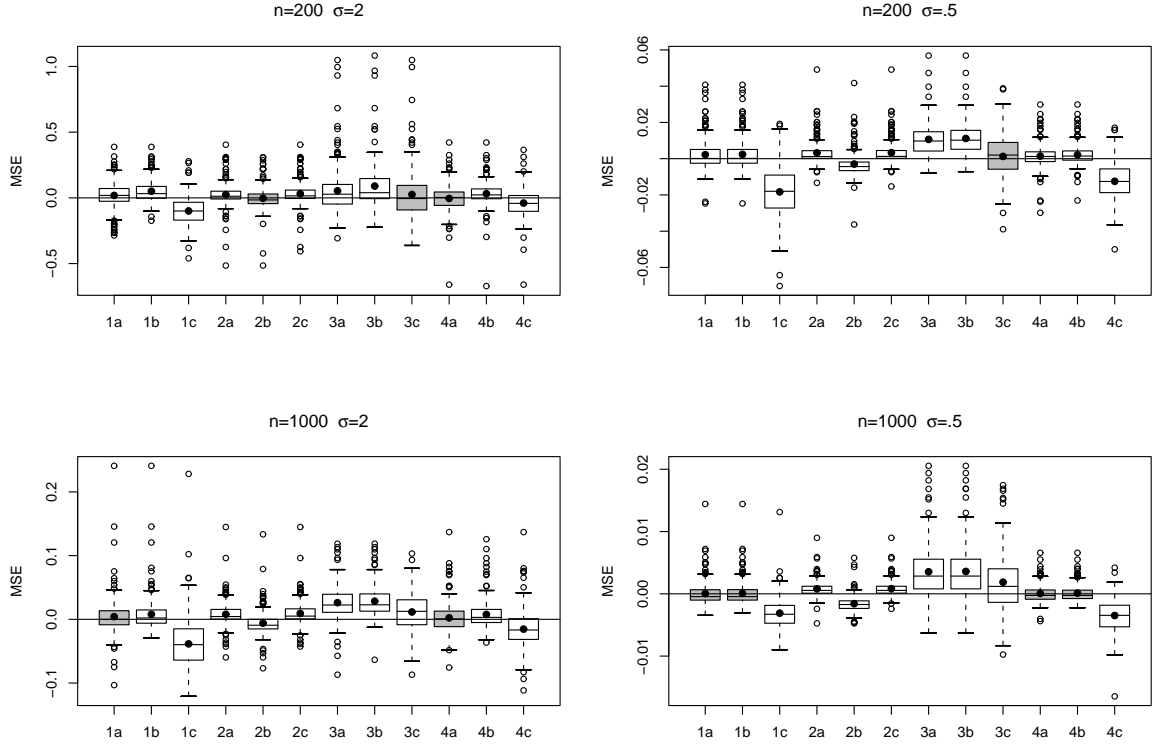 n=200 σ=2
MSE
1.0
0.5
0.0
−0.5
1a 1b 1c 2a 2b 2c 3a 3b 3c 4a 4b 4c
n=200 σ=.5
MSE
0.06
0.02
−0.02
−0.06
1a 1b 1c 2a 2b 2c 3a 3b 3c 4a 4b 4c
n=1000 σ=2
MSE
0.2
0.1
0.0
−0.1
1a 1b 1c 2a 2b 2c 3a 3b 3c 4a 4b 4c
n=1000 σ=.5
MSE
0.02
0.01
0.00
−0.01
1a 1b 1c 2a 2b 2c 3a 3b 3c 4a 4b 4c